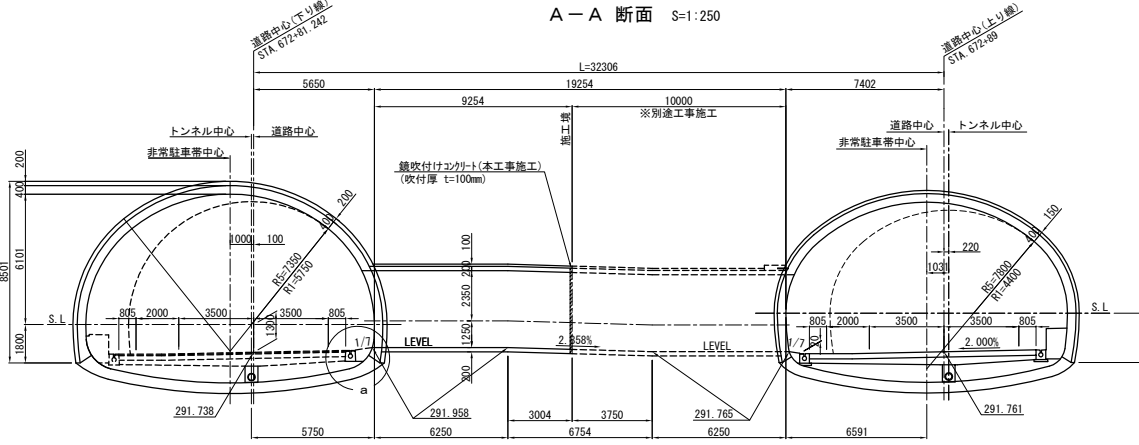 A－A 断面 S=1:250
道路中心(下り線)
STA.672+81.242
道路中心(上り線)
STA.672+89
L=32306
5650
19254
7402
9254
10000
※別途工事施工
トンネル中心
道路中心
非常駐車帯中心
施工境
鏡吹付けコンクリート(本工事施工)
(吹付厚 t=100mm)
道路中心
トンネル中心
非常駐車帯中心
200
400
6101
8501
1800
S.L
1000
100
400
200
R5=7350
R1=5750
805
2000
3500
3500
805
1300
1/7
a
100
200
2350
1250
200
LEVEL
LEVEL
1/7
220
1031
400
150
R5=7800
R1=4400
S.L
805
2000
3500
3500
805
2.000%
291.738
291.958
3004
3750
291.765
291.761
5750
6250
6754
6250
6591